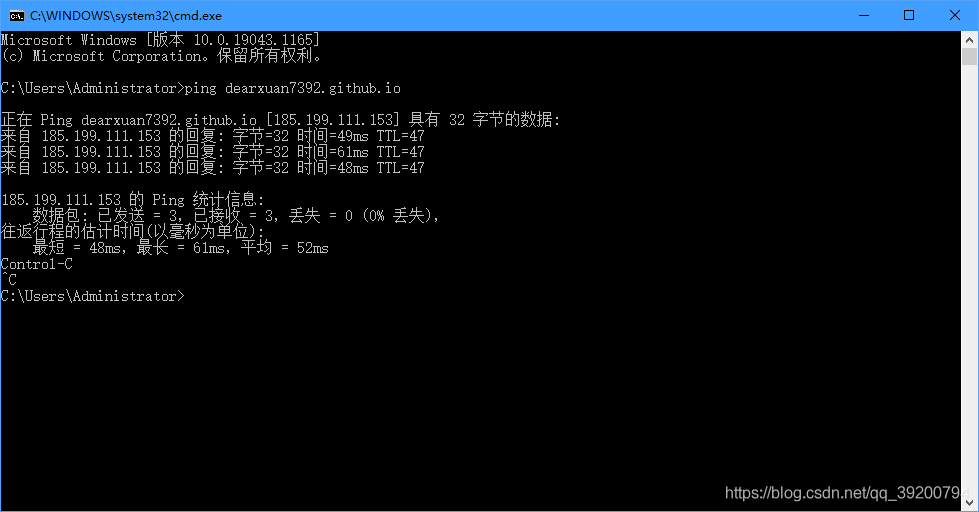 C:\WINDOWS\system32\cmd.exe
Microsoft Windows [版本 10.0.19043.1165]
(c) Microsoft Corporation。保留所有权利。
C:\Users\Administrator>ping dearxuan7392.github.io
正在 Ping dearxuan7392.github.io [185.199.111.153] 具有 32 字节的数据:
来自 185.199.111.153 的回复: 字节=32 时间=49ms TTL=47
来自 185.199.111.153 的回复: 字节=32 时间=61ms TTL=47
来自 185.199.111.153 的回复: 字节=32 时间=48ms TTL=47
185.199.111.153 的 Ping 统计信息:
数据包: 已发送 = 3，已接收 = 3，丢失 = 0 (0% 丢失)，
往返行程的估计时间(以毫秒为单位):
最短 = 48ms，最长 = 61ms，平均 = 52ms
Control-C
^C
C:\Users\Administrator>